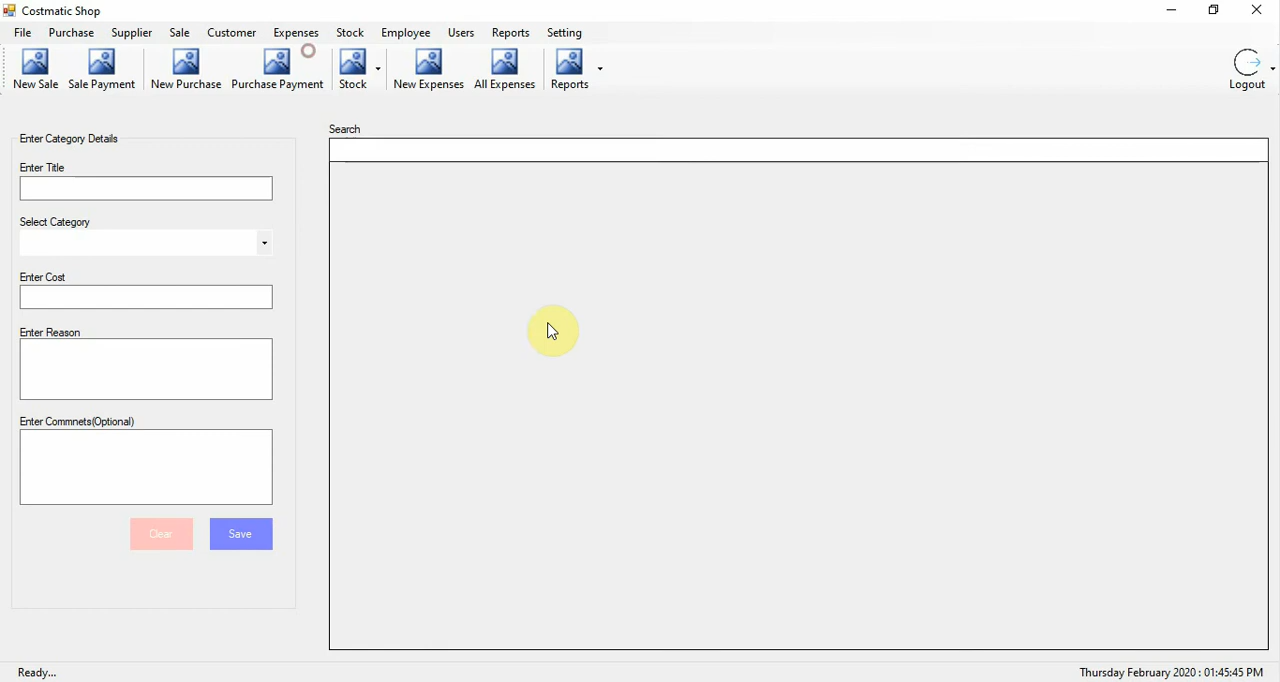 Costmatic Shop
File Purchase Supplier Sale Customer Expenses Stock Employee Users Reports Setting
New Sale Sale Payment New Purchase Purchase Payment Stock New Expenses All Expenses Reports Logout
Enter Category Details
Search
Enter Title
Select Category
Enter Cost
Enter Reason
Enter Commnets(Optional)
Clear Save
Ready... Thursday February 2020 : 01:45:45 PM